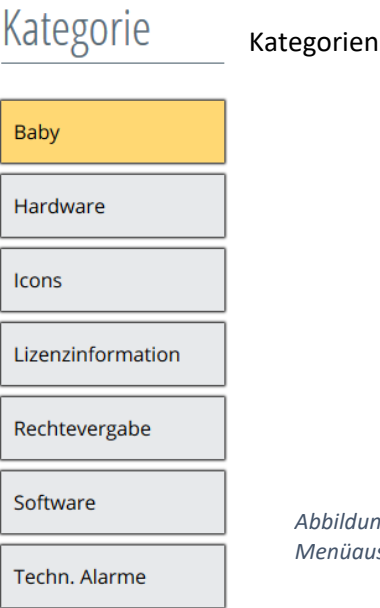 Kategorie
Kategorien
Baby
Hardware
Icons
Lizenzinformation
Rechtevergabe
Software
Techn. Alarme